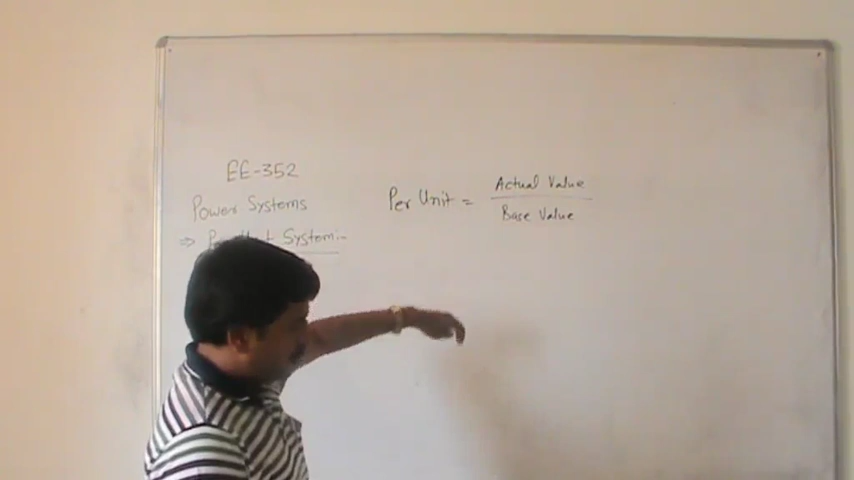 EE-352
Power Systems
⇒ System:-
Per Unit =
Actual Value
Base Value